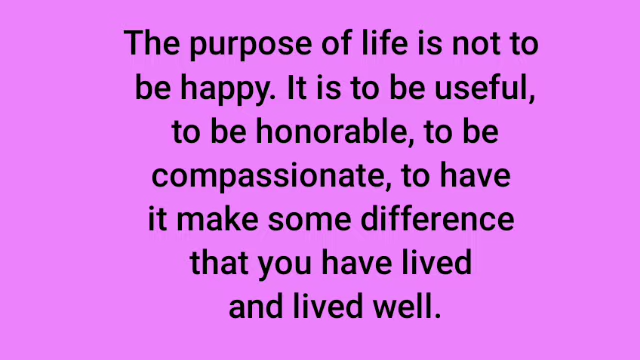 The purpose of life is not to
be happy. It is to be useful,
to be honorable, to be
compassionate, to have
it make some difference
that you have lived
and lived well.